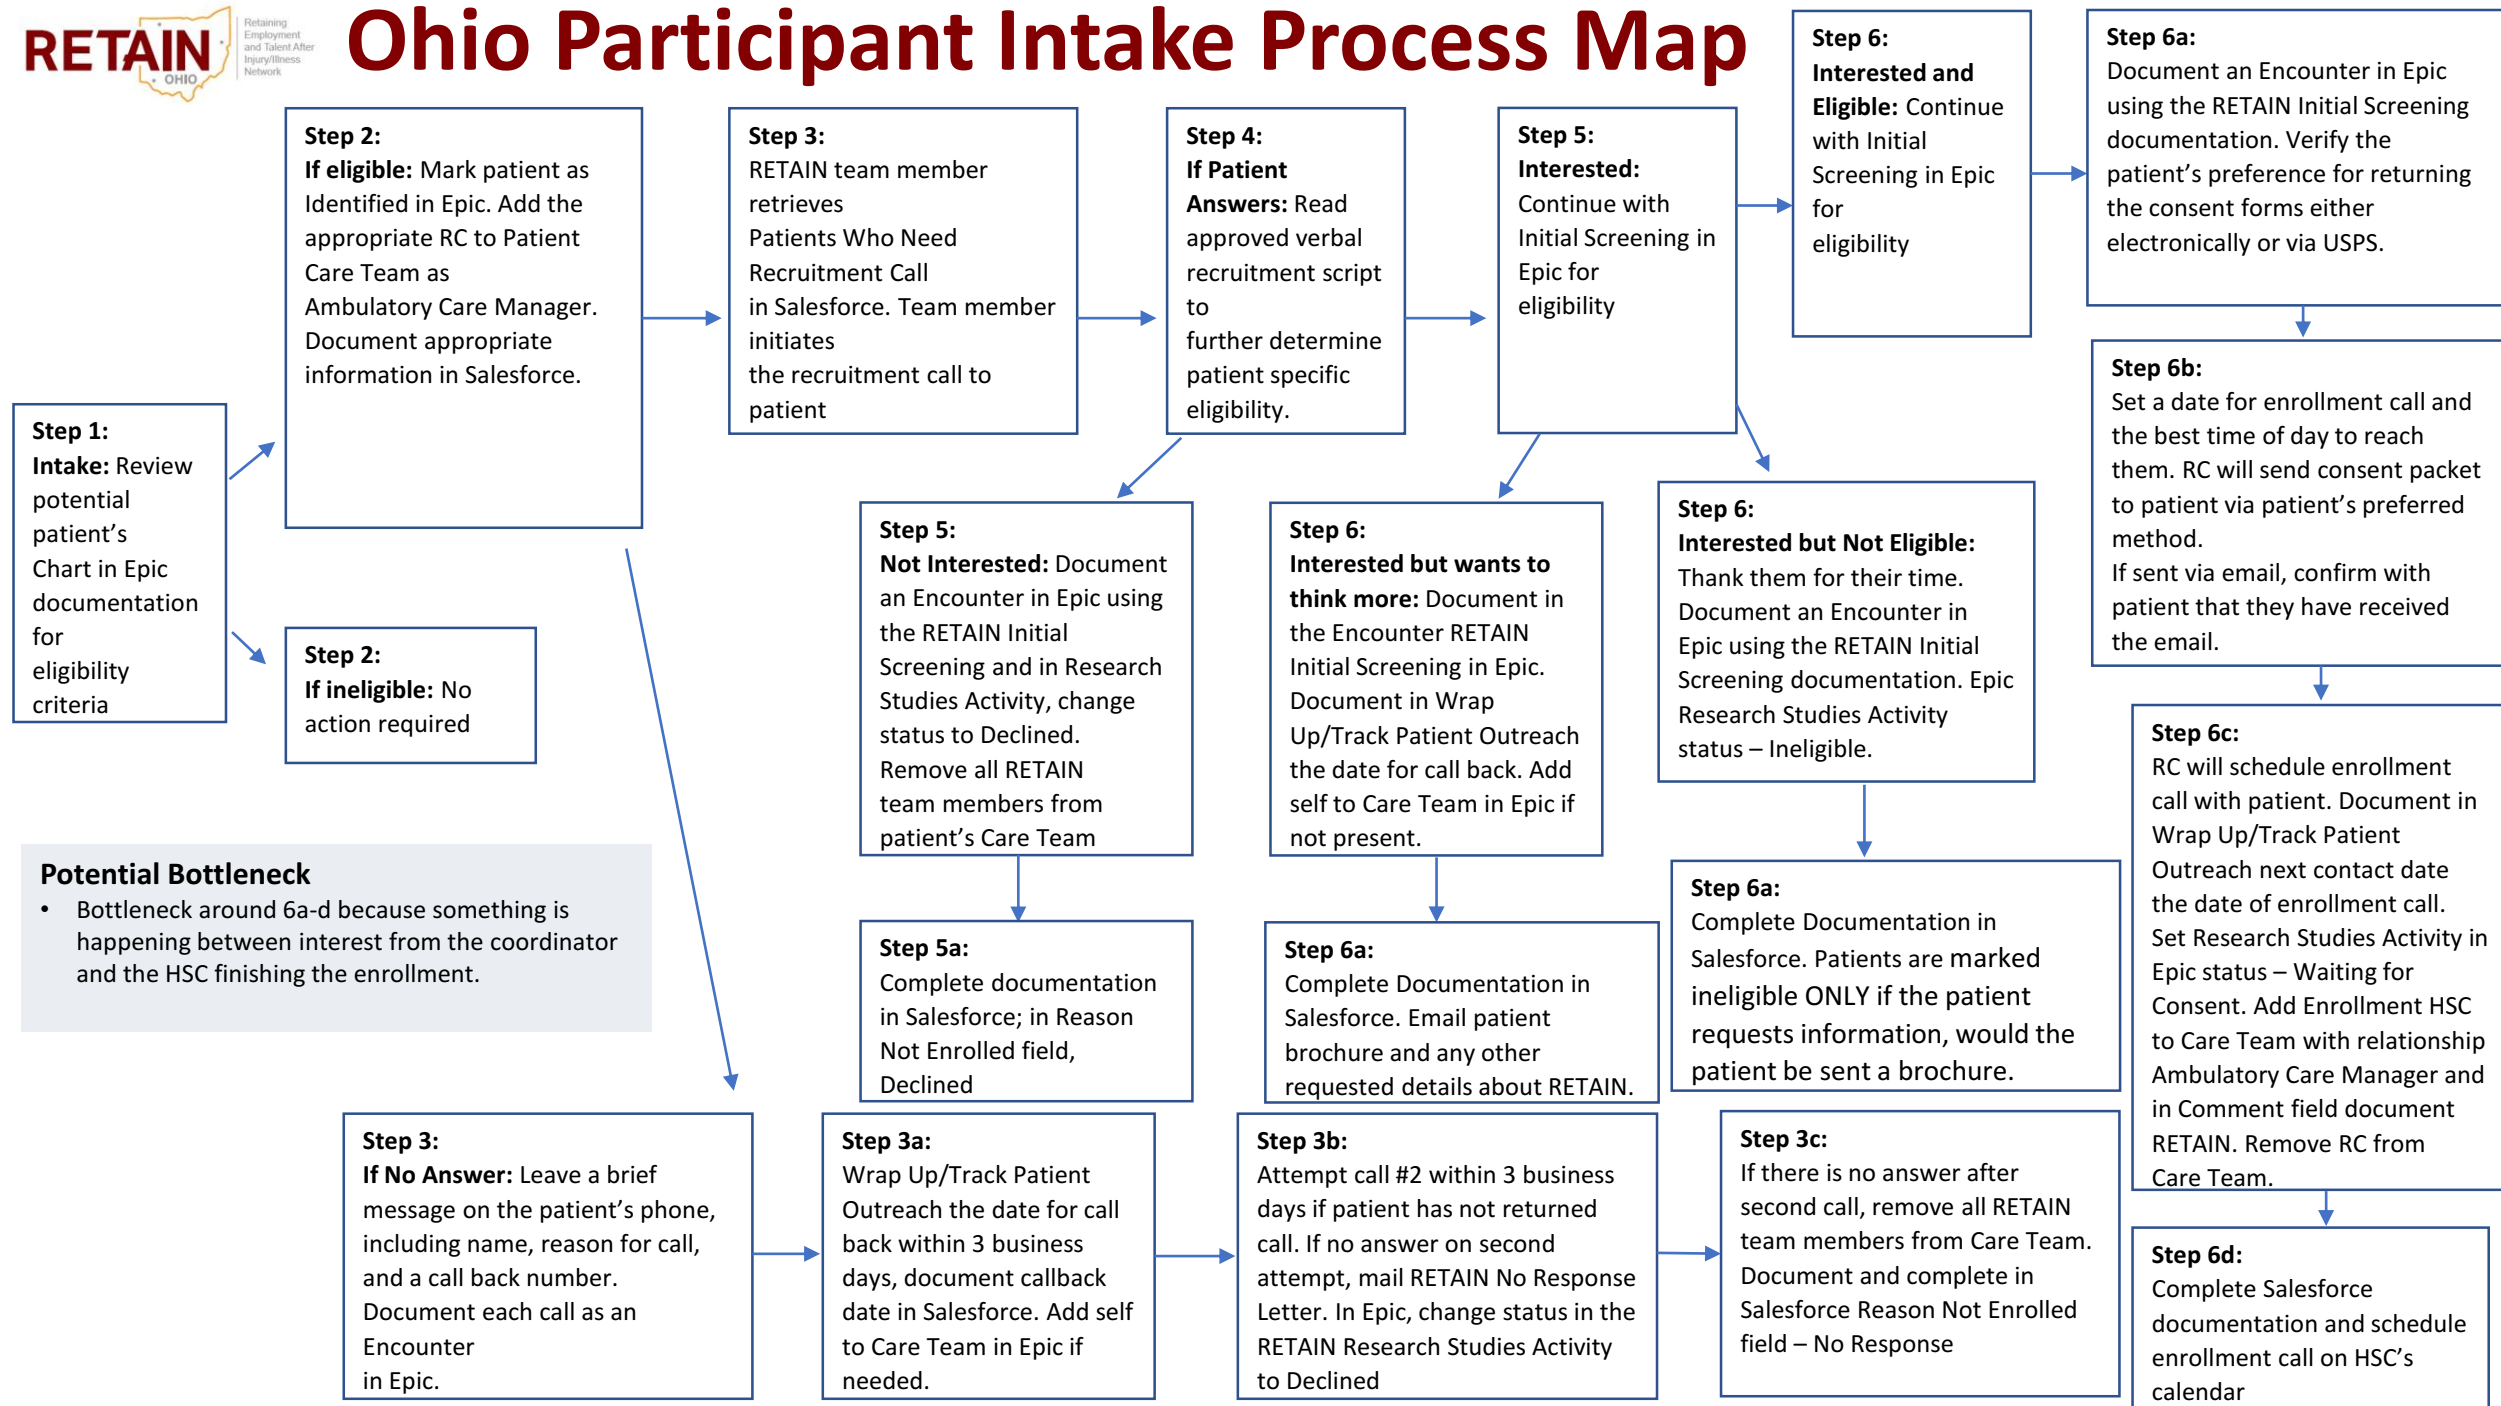 RETAIN
OHIO
Retaining
Employment
and Talent After
Injury/Illness
Network
Ohio Participant Intake Process Map
Step 1:
Intake: Review
potential
patient’s
Chart in Epic
documentation
for
eligibility
criteria
Step 2:
If eligible: Mark patient as
Identified in Epic. Add the
appropriate RC to Patient
Care Team as
Ambulatory Care Manager.
Document appropriate
information in Salesforce.
Step 2:
If ineligible: No
action required
Step 3:
RETAIN team member
retrieves
Patients Who Need
Recruitment Call
in Salesforce. Team member
initiates
the recruitment call to
patient
Step 4:
If Patient
Answers: Read
approved verbal
recruitment script
to
further determine
patient specific
eligibility.
Step 5:
Interested:
Continue with
Initial Screening in
Epic for
eligibility
Step 6:
Interested and
Eligible: Continue
with Initial
Screening in Epic
for
eligibility
Step 6a:
Document an Encounter in Epic
using the RETAIN Initial Screening
documentation. Verify the
patient’s preference for returning
the consent forms either
electronically or via USPS.
Step 6b:
Set a date for enrollment call and
the best time of day to reach
them. RC will send consent packet
to patient via patient’s preferred
method.
If sent via email, confirm with
patient that they have received
the email.
Step 6c:
RC will schedule enrollment
call with patient. Document in
Wrap Up/Track Patient
Outreach next contact date
the date of enrollment call.
Set Research Studies Activity in
Epic status – Waiting for
Consent. Add Enrollment HSC
to Care Team with relationship
Ambulatory Care Manager and
in Comment field document
RETAIN. Remove RC from
Care Team.
Step 6d:
Complete Salesforce
documentation and schedule
enrollment call on HSC’s
calendar
Step 5:
Not Interested: Document
an Encounter in Epic using
the RETAIN Initial
Screening and in Research
Studies Activity, change
status to Declined.
Remove all RETAIN
team members from
patient’s Care Team
Step 5a:
Complete documentation
in Salesforce; in Reason
Not Enrolled field,
Declined
Step 6:
Interested but wants to
think more: Document in
the Encounter RETAIN
Initial Screening in Epic.
Document in Wrap
Up/Track Patient Outreach
the date for call back. Add
self to Care Team in Epic if
not present.
Step 6a:
Complete Documentation in
Salesforce. Email patient
brochure and any other
requested details about RETAIN.
Step 6:
Interested but Not Eligible:
Thank them for their time.
Document an Encounter in
Epic using the RETAIN Initial
Screening documentation. Epic
Research Studies Activity
status – Ineligible.
Step 6a:
Complete Documentation in
Salesforce. Patients are marked
ineligible ONLY if the patient
requests information, would the
patient be sent a brochure.
Potential Bottleneck
• Bottleneck around 6a-d because something is
happening between interest from the coordinator
and the HSC finishing the enrollment.
Step 3:
If No Answer: Leave a brief
message on the patient’s phone,
including name, reason for call,
and a call back number.
Document each call as an
Encounter
in Epic.
Step 3a:
Wrap Up/Track Patient
Outreach the date for call
back within 3 business
days, document callback
date in Salesforce. Add self
to Care Team in Epic if
needed.
Step 3b:
Attempt call #2 within 3 business
days if patient has not returned
call. If no answer on second
attempt, mail RETAIN No Response
Letter. In Epic, change status in the
RETAIN Research Studies Activity
to Declined
Step 3c:
If there is no answer after
second call, remove all RETAIN
team members from Care Team.
Document and complete in
Salesforce Reason Not Enrolled
field – No Response